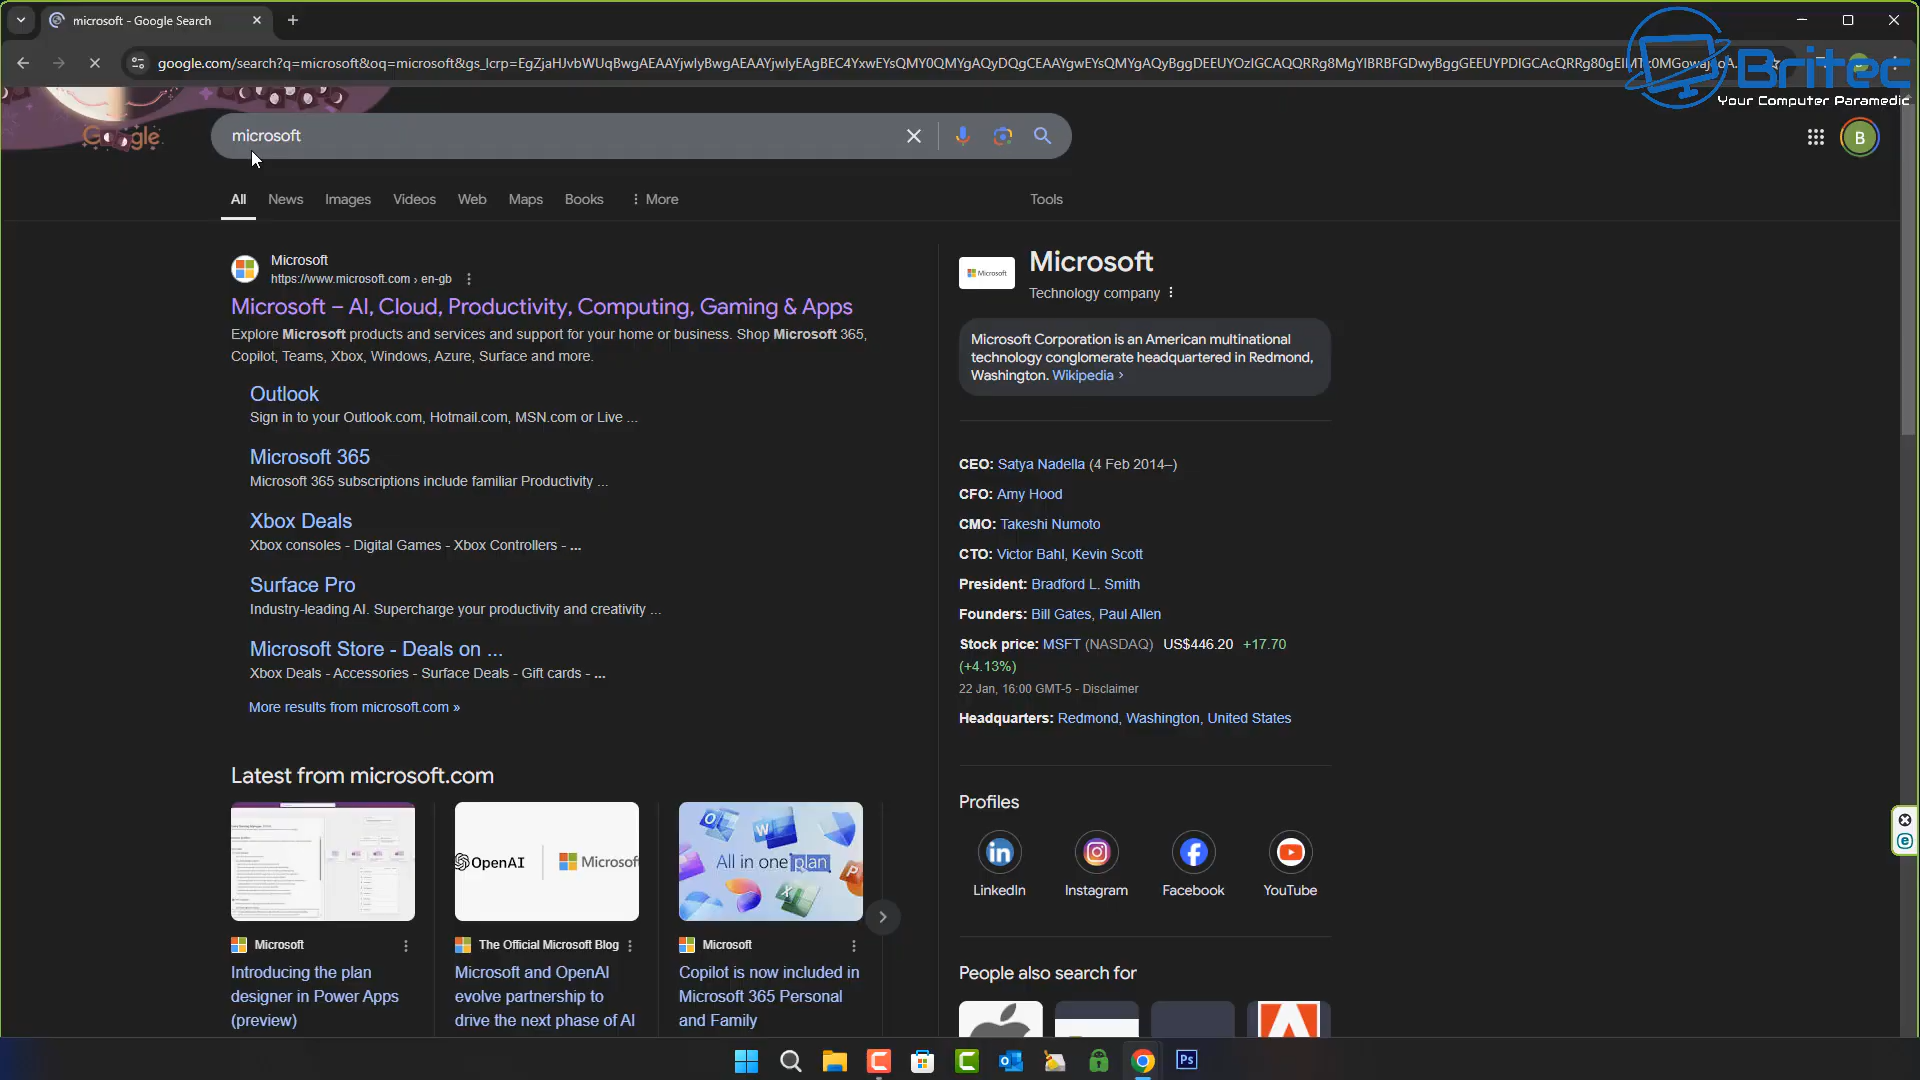 microsoft - Google Search
Britec
Your Computer Paramedic
Google
microsoft
B
All
News
Images
Videos
Web
Maps
Books
More
Tools
Microsoft
https://www.microsoft.com › en-gb
Microsoft – AI, Cloud, Productivity, Computing, Gaming & Apps
Explore Microsoft products and services and support for your home or business. Shop Microsoft 365,
Copilot, Teams, Xbox, Windows, Azure, Surface and more.
Outlook
Sign in to your Outlook.com, Hotmail.com, MSN.com or Live ...
Microsoft 365
Microsoft 365 subscriptions include familiar Productivity ...
Xbox Deals
Xbox consoles - Digital Games - Xbox Controllers - ...
Surface Pro
Industry-leading AI. Supercharge your productivity and creativity ...
Microsoft Store - Deals on ...
Xbox Deals - Accessories - Surface Deals - Gift cards - ...
More results from microsoft.com »
Latest from microsoft.com
OpenAI
Microsoft
All in one plan
Microsoft
Introducing the plan
designer in Power Apps
(preview)
The Official Microsoft Blog
Microsoft and OpenAI
evolve partnership to
drive the next phase of AI
Microsoft
Copilot is now included in
Microsoft 365 Personal
and Family
Microsoft
Microsoft
Technology company
Microsoft Corporation is an American multinational
technology conglomerate headquartered in Redmond,
Washington. Wikipedia ›
CEO: Satya Nadella (4 Feb 2014–)
CFO: Amy Hood
CMO: Takeshi Numoto
CTO: Victor Bahl, Kevin Scott
President: Bradford L. Smith
Founders: Bill Gates, Paul Allen
Stock price: MSFT (NASDAQ) US$446.20 +17.70
(+4.13%)
22 Jan, 16:00 GMT-5 - Disclaimer
Headquarters: Redmond, Washington, United States
Profiles
LinkedIn
Instagram
Facebook
YouTube
People also search for
Ps